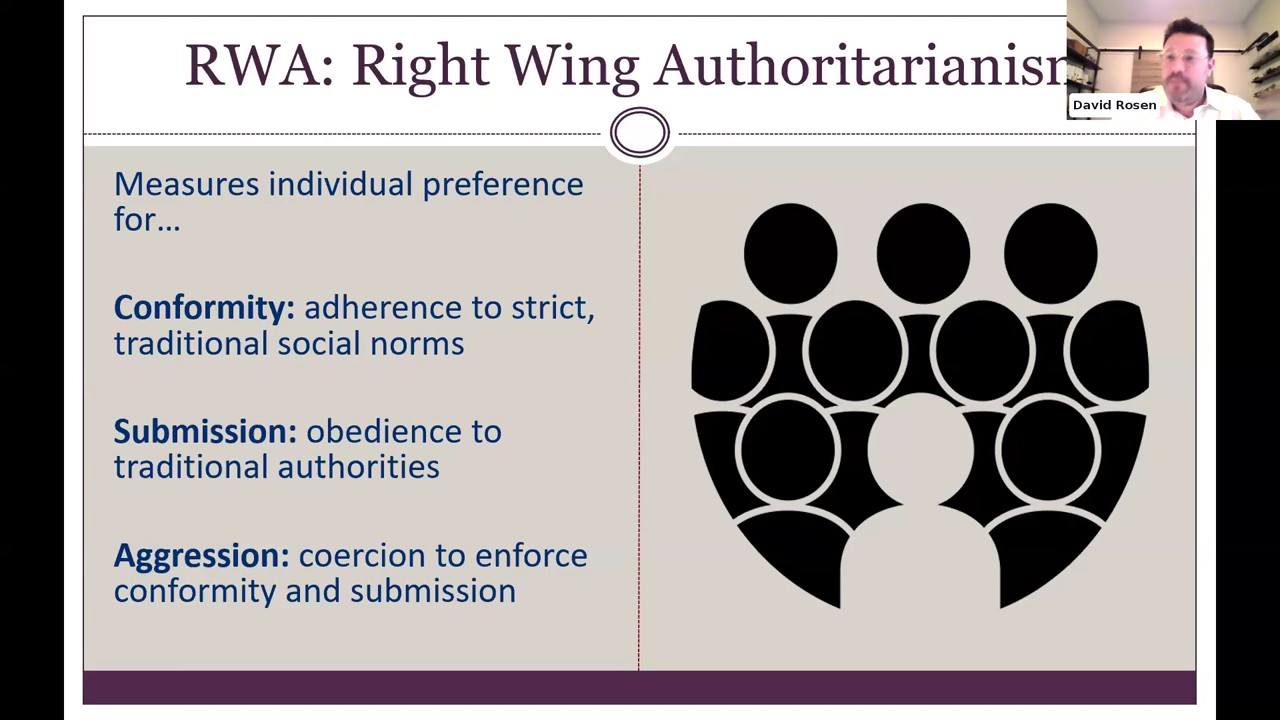 RWA: Right Wing Authoritarianism
David Rosen
Measures individual preference
for…
Conformity: adherence to strict,
traditional social norms
Submission: obedience to
traditional authorities
Aggression: coercion to enforce
conformity and submission